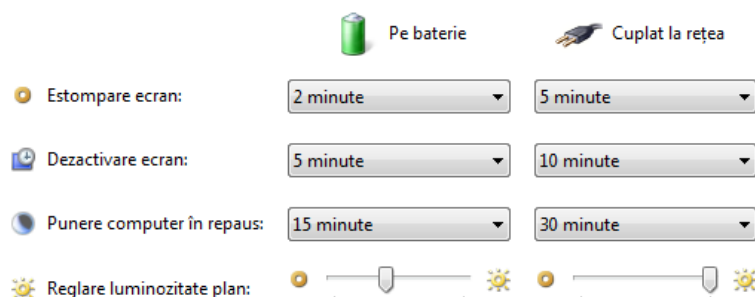 Pe baterie Cuplat la rețea
Estompare ecran: 2 minute 5 minute
Dezactivare ecran: 5 minute 10 minute
Punere computer în repaus: 15 minute 30 minute
Reglare luminozitate plan: